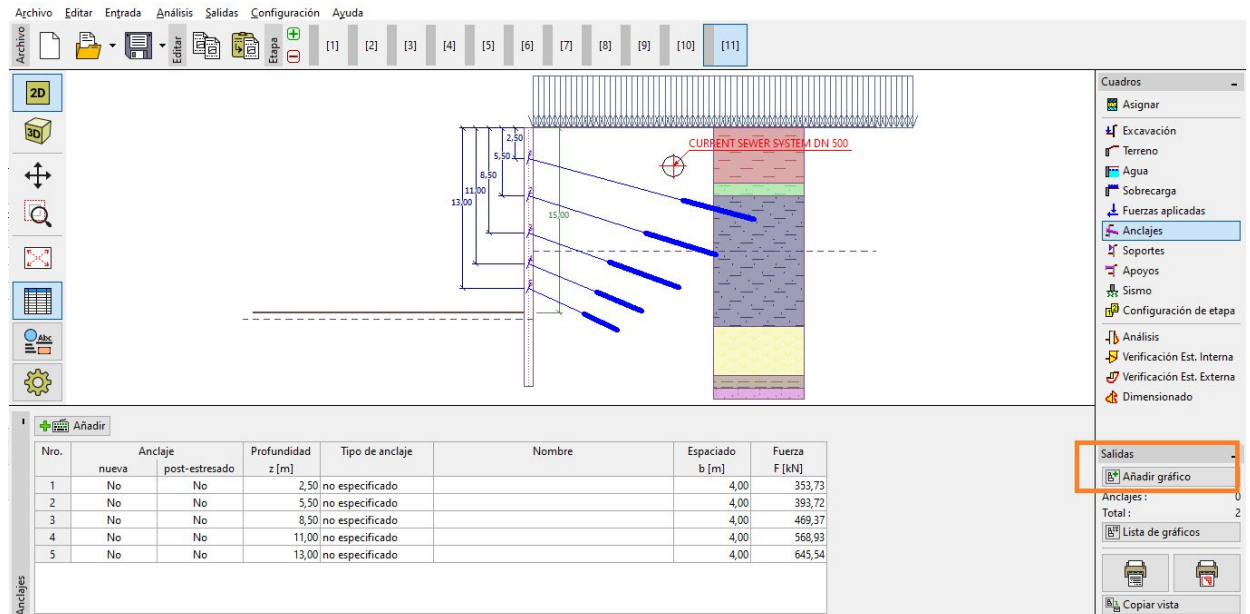 Archivo Editar Entrada Análisis Salidas Configuración Ayuda
Archivo
Editar
Etapa
[1] [2] [3] [4] [5] [6] [7] [8] [9] [10] [11]
2D
3D
Abc
2,50
5,50
8,50
11,00
13,00
15,00
CURRENT SEWER SYSTEM DN 500
Cuadros
Asignar
Excavación
Terreno
Agua
Sobrecarga
Fuerzas aplicadas
Anclajes
Soportes
Apoyos
Sismo
Configuración de etapa
Análisis
Verificación Est. Interna
Verificación Est. Externa
Dimensionado
Añadir
Nro. Anclaje Profundidad Tipo de anclaje Nombre Espaciado Fuerza
nueva post-estresado z [m] b [m] F [kN]
1 No No 2,50 no especificado 4,00 353,73
2 No No 5,50 no especificado 4,00 393,72
3 No No 8,50 no especificado 4,00 469,37
4 No No 11,00 no especificado 4,00 568,93
5 No No 13,00 no especificado 4,00 645,54
Anclajes
Salidas
Añadir gráfico
Anclajes : 0
Total : 2
Lista de gráficos
Copiar vista